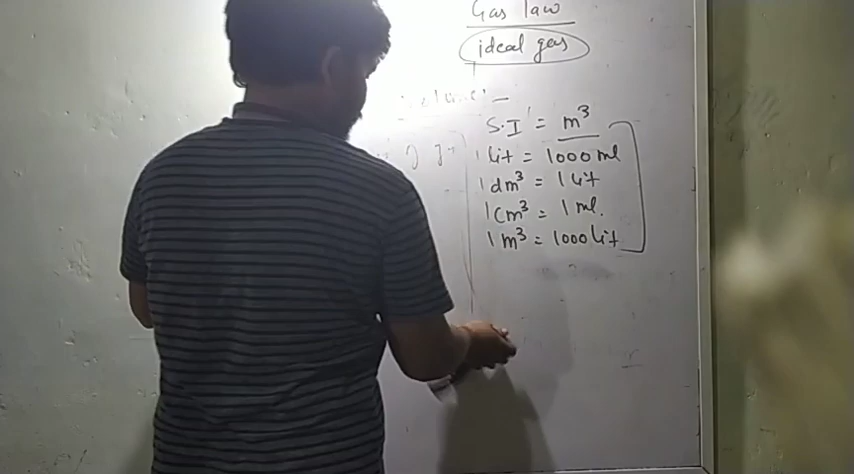 Gas law
ideal gas
S.I = m³
1 lit = 1000 ml
1 dm³ = 1 lit
1 cm³ = 1 ml.
1 m³ = 1000 lit